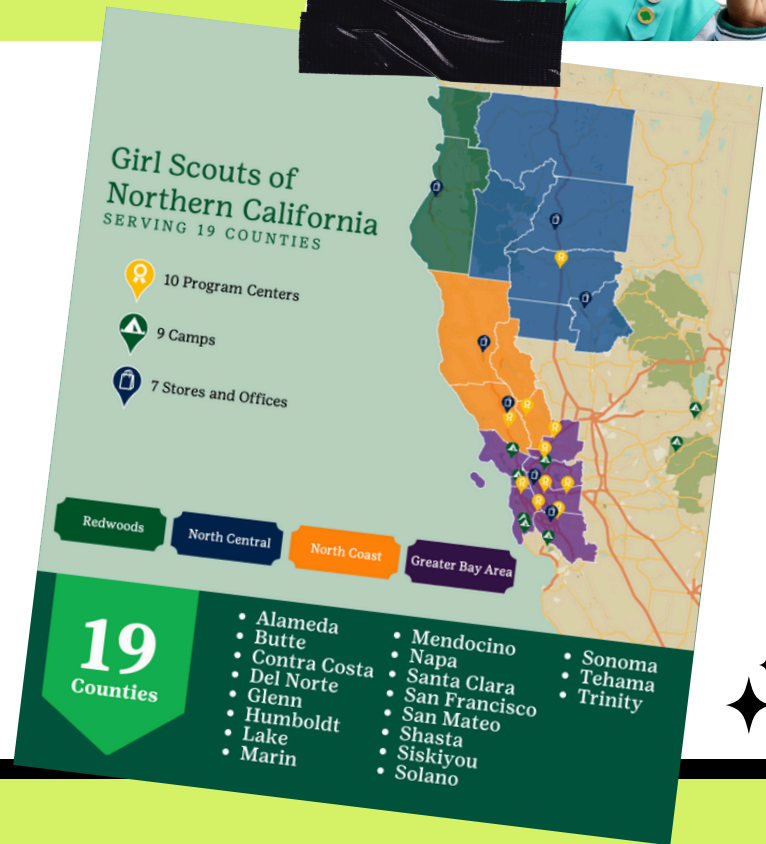 Girl Scouts of
Northern California
SERVING 19 COUNTIES
10 Program Centers
9 Camps
7 Stores and Offices
Redwoods
North Central
North Coast
Greater Bay Area
19
Counties
• Alameda
• Butte
• Contra Costa
• Del Norte
• Glenn
• Humboldt
• Lake
• Marin
• Mendocino
• Napa
• Santa Clara
• San Francisco
• San Mateo
• Shasta
• Siskiyou
• Solano
• Sonoma
• Tehama
• Trinity